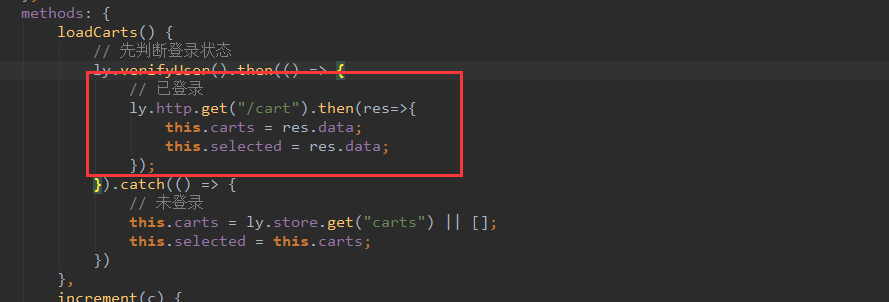 methods: {
loadCarts() {
// 先判断登录状态
ly.verifyUser().then(() => {
// 已登录
ly.http.get("/cart").then(res=>{
this.carts = res.data;
this.selected = res.data;
});
}).catch(() => {
// 未登录
this.carts = ly.store.get("carts") || [];
this.selected = this.carts;
})
},
increment(c) {